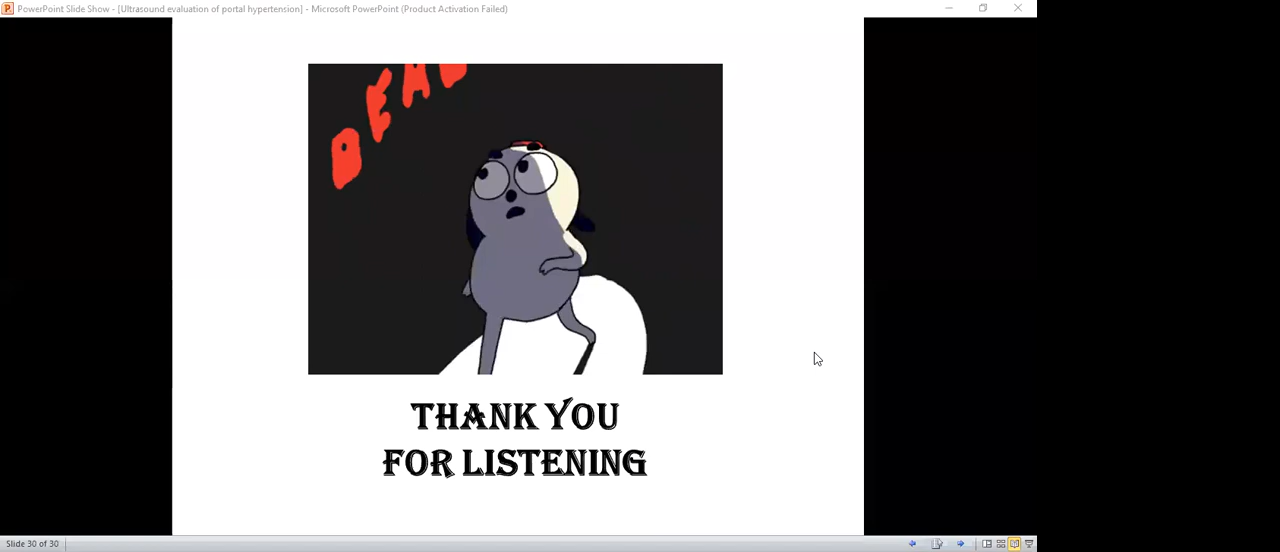 PowerPoint Slide Show - [Ultrasound evaluation of portal hypertension] - Microsoft PowerPoint (Product Activation Failed)
THANK YOU
FOR LISTENING
Slide 30 of 30